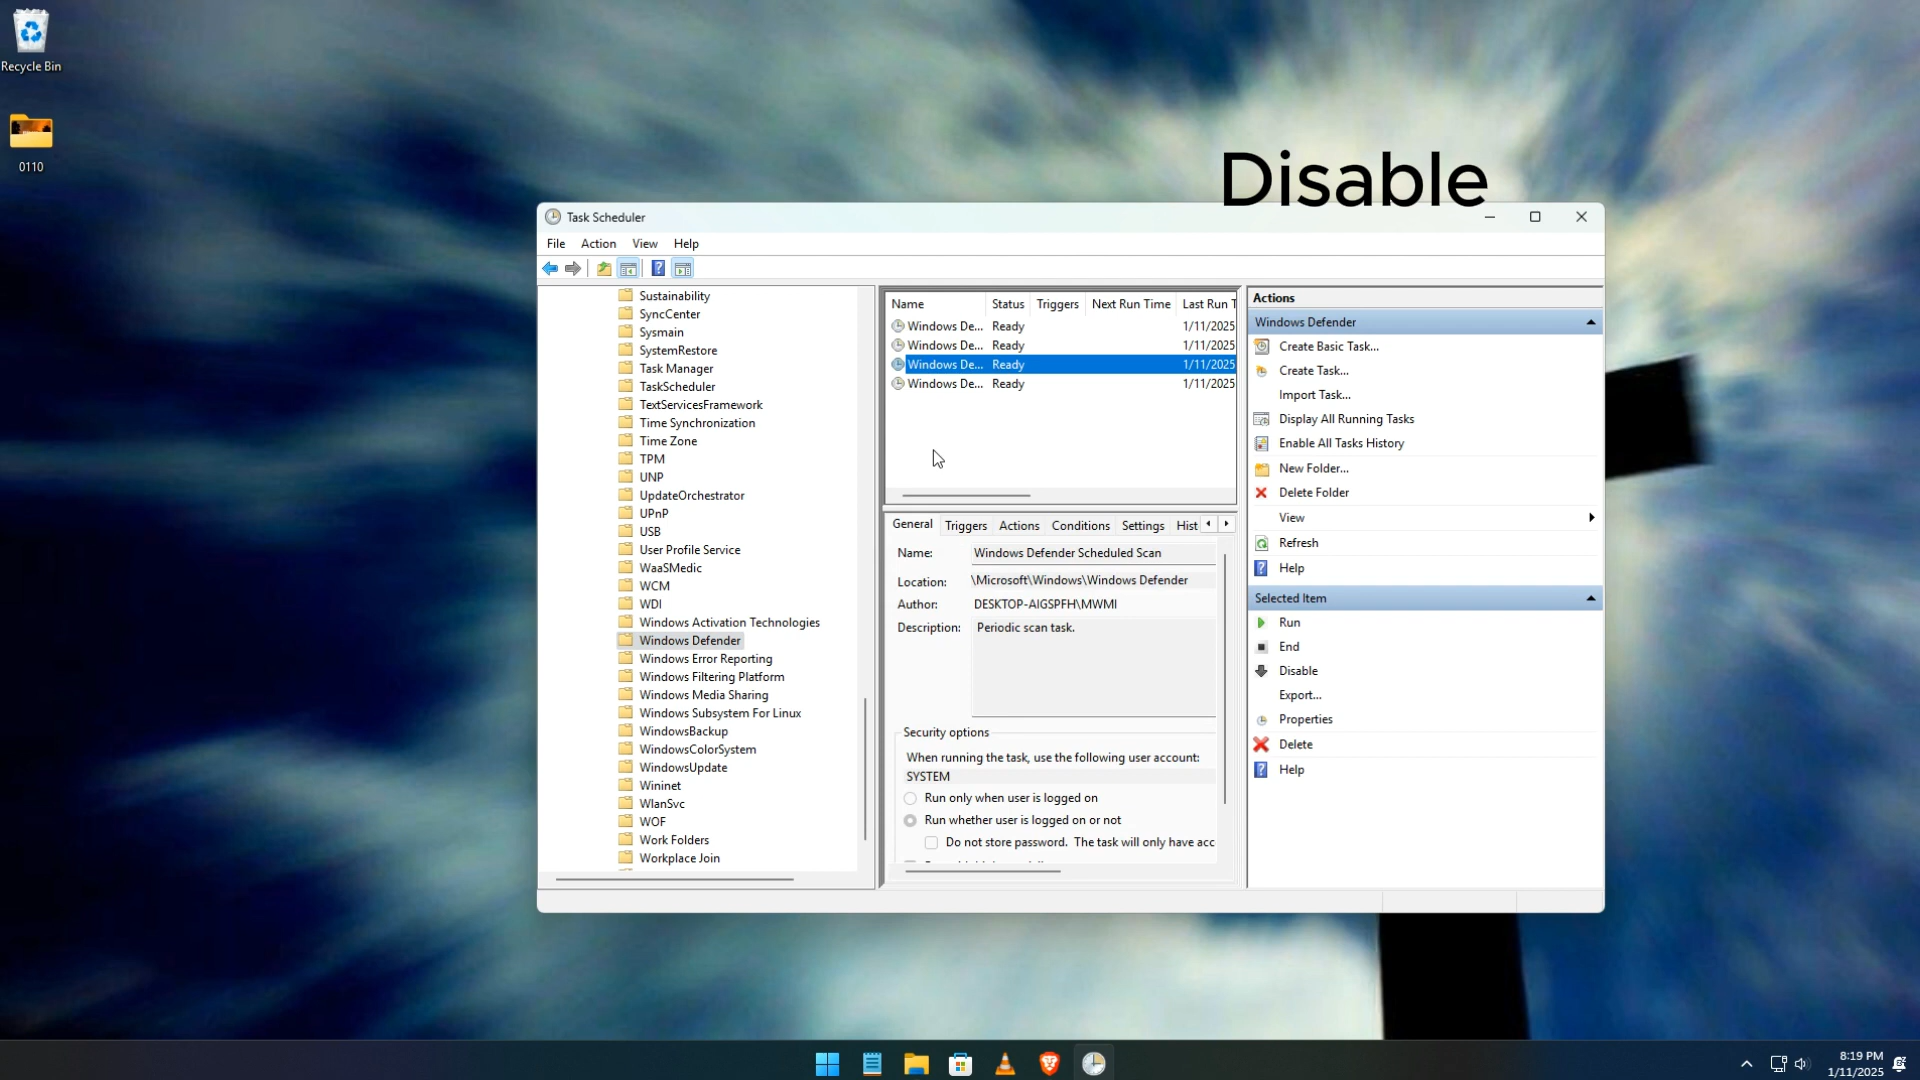 Recycle Bin
0110
Disable
Task Scheduler
File Action View Help
Sustainability
SyncCenter
Sysmain
SystemRestore
Task Manager
TaskScheduler
TextServicesFramework
Time Synchronization
Time Zone
TPM
UNP
UpdateOrchestrator
UPnP
USB
User Profile Service
WaaSMedic
WCM
WDI
Windows Activation Technologies
Windows Defender
Windows Error Reporting
Windows Filtering Platform
Windows Media Sharing
Windows Subsystem For Linux
WindowsBackup
WindowsColorSystem
WindowsUpdate
Wininet
WlanSvc
WOF
Work Folders
Workplace Join
Name Status Triggers Next Run Time Last Run T
Windows De... Ready 1/11/2025
Windows De... Ready 1/11/2025
Windows De... Ready 1/11/2025
Windows De... Ready 1/11/2025
General Triggers Actions Conditions Settings Hist
Name: Windows Defender Scheduled Scan
Location: \Microsoft\Windows\Windows Defender
Author: DESKTOP-AIGSPFH\MWMI
Description: Periodic scan task.
Security options
When running the task, use the following user account:
SYSTEM
Run only when user is logged on
Run whether user is logged on or not
Do not store password. The task will only have acc
Actions
Windows Defender
Create Basic Task...
Create Task...
Import Task...
Display All Running Tasks
Enable All Tasks History
New Folder...
Delete Folder
View
Refresh
Help
Selected Item
Run
End
Disable
Export...
Properties
Delete
Help
8:19 PM
1/11/2025